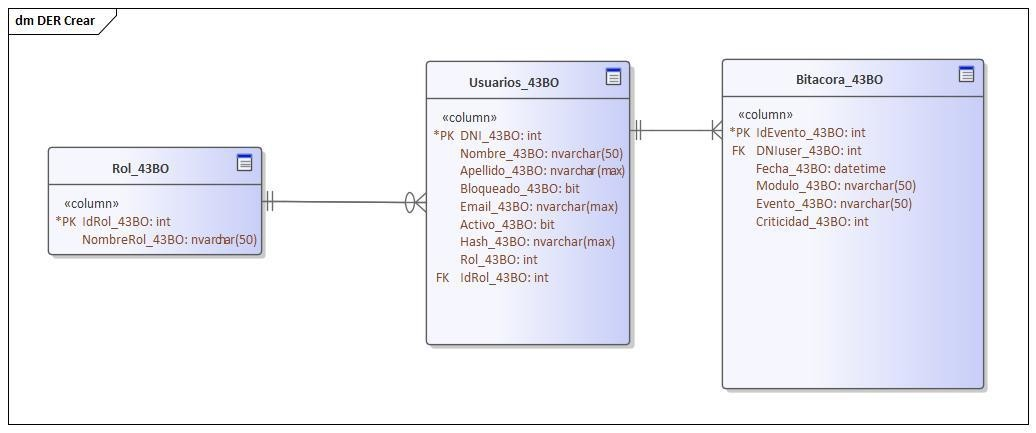 dm DER Crear
Rol_43BO
«column»
*PK IdRol_43BO: int
NombreRol_43BO: nvarchar(50)
Usuarios_43BO
«column»
*PK DNI_43BO: int
Nombre_43BO: nvarchar(50)
Apellido_43BO: nvarchar(max)
Bloqueado_43BO: bit
Email_43BO: nvarchar(max)
Activo_43BO: bit
Hash_43BO: nvarchar(max)
Rol_43BO: int
FK IdRol_43BO: int
Bitacora_43BO
«column»
*PK IdEvento_43BO: int
FK DNIuser_43BO: int
Fecha_43BO: datetime
Modulo_43BO: nvarchar(50)
Evento_43BO: nvarchar(50)
Criticidad_43BO: int